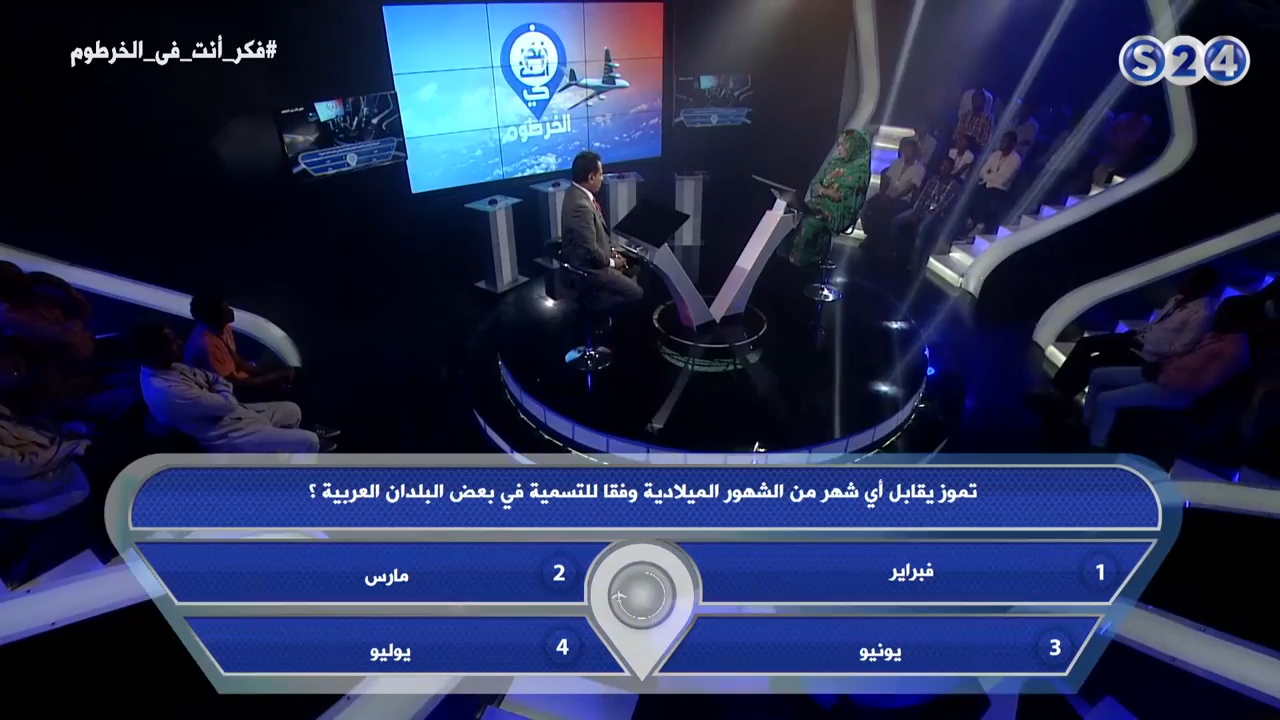 #فكر_أنت_فى_الخرطوم
S24
الخرطوم
تموز يقابل أي شهر من الشهور الميلادية وفقا للتسمية في بعض البلدان العربية ؟
1 فبراير
2 مارس
3 يونيو
4 يوليو